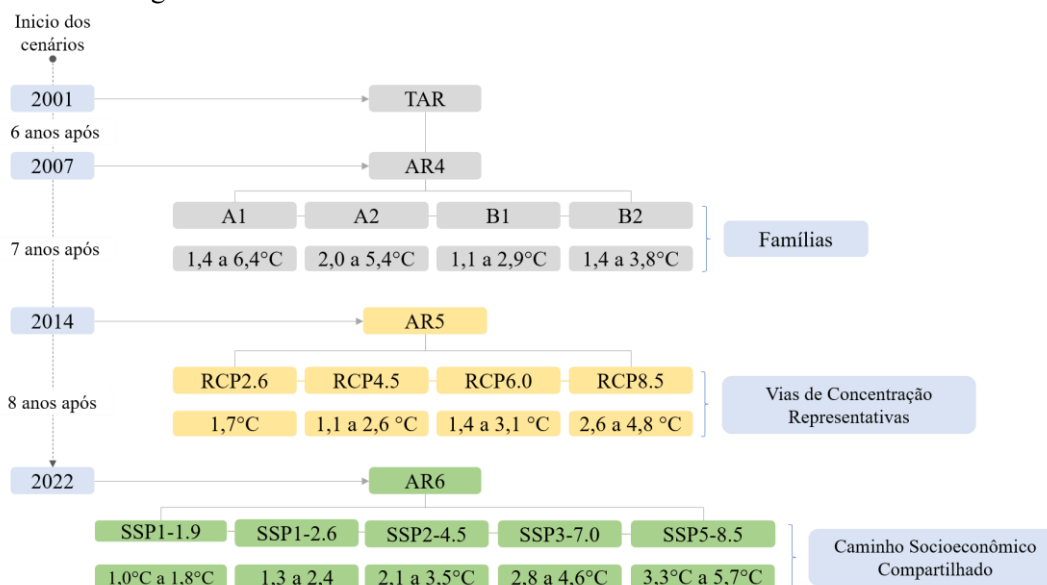 Inicio dos
cenários
2001
TAR
6 anos após
2007
AR4
A1 A2 B1 B2
1,4 a 6,4°C 2,0 a 5,4°C 1,1 a 2,9°C 1,4 a 3,8°C
Famílias
7 anos após
2014
AR5
RCP2.6 RCP4.5 RCP6.0 RCP8.5
1,7°C 1,1 a 2,6 °C 1,4 a 3,1 °C 2,6 a 4,8 °C
Vias de Concentração
Representativas
8 anos após
2022
AR6
SSP1-1.9 SSP1-2.6 SSP2-4.5 SSP3-7.0 SSP5-8.5
1,0°C a 1,8°C 1,3 a 2,4 2,1 a 3,5°C 2,8 a 4,6°C 3,3°C a 5,7°C
Caminho Socioeconômico
Compartilhado